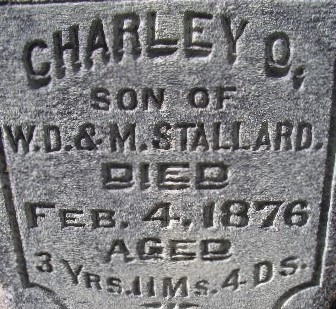 CHARLEY O,
SON OF
W.D.& M. STALLARD.
DIED
FEB. 4, 1876
AGED
3 YRS. 11 Ms. 4 DS.